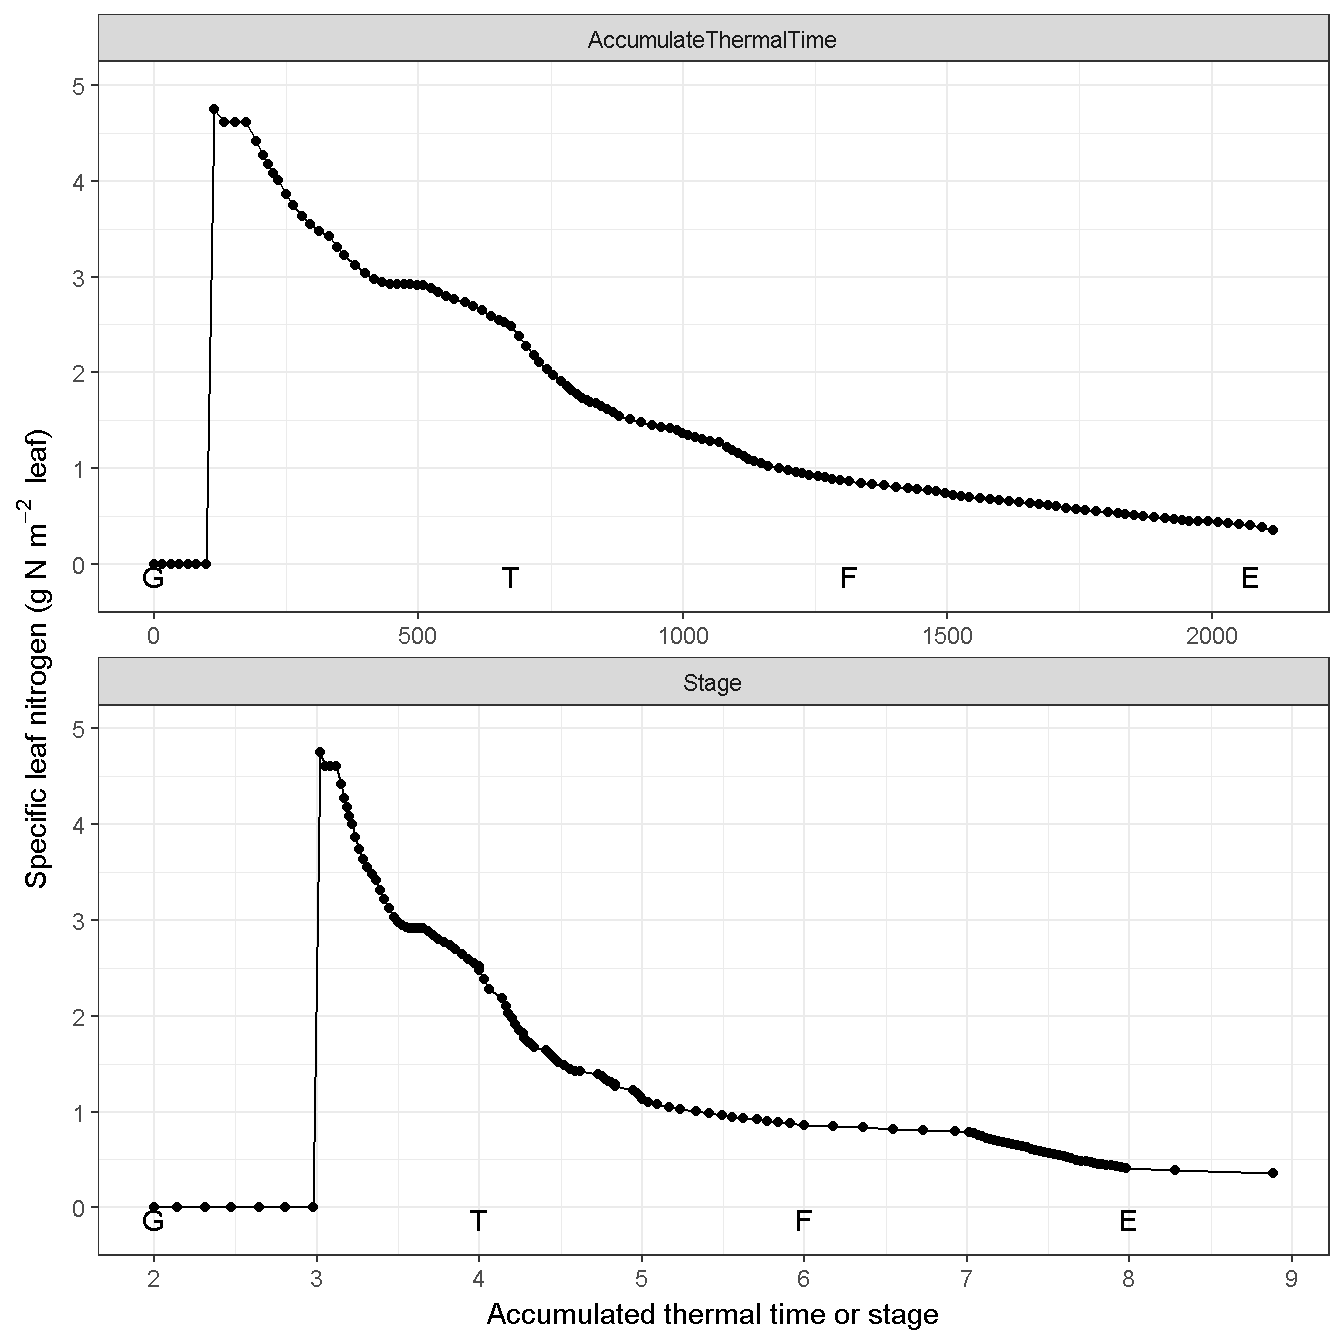 AccumulateThermalTime
5
4
3
2
1
0
G T F E
0 500 1000 1500 2000
Specific leaf nitrogen (g N m⁻² leaf)
Stage
5
4
3
2
1
0
G T F E
2 3 4 5 6 7 8 9
Accumulated thermal time or stage